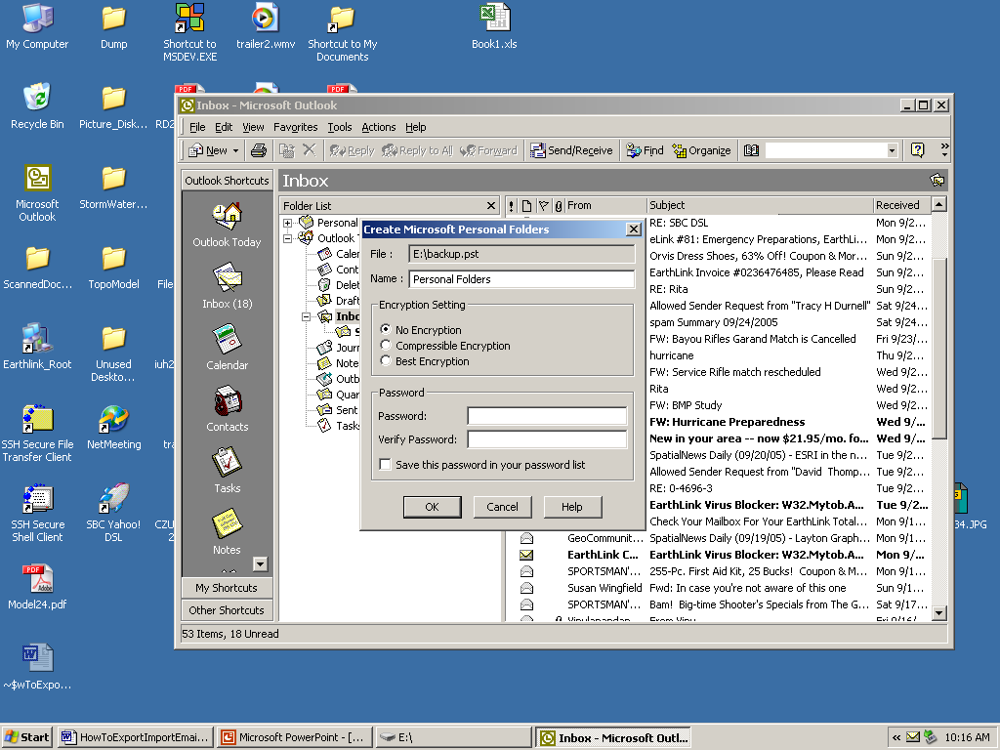 My Computer
Dump
Shortcut to
MSDEV.EXE
trailer2.wmv
Shortcut to My
Documents
Book1.xls
Recycle Bin
Picture_Disk...
RD2
Microsoft
Outlook
StormWater...
ScannedDoc...
TopoModel
File
Earthlink_Root
Unused
Deskto...
iuh2
SSH Secure File
Transfer Client
NetMeeting
tra
SSH Secure
Shell Client
SBC Yahoo!
DSL
CZU
2
Model24.pdf
~$wToExpo...
34.JPG
Inbox - Microsoft Outlook
File Edit View Favorites Tools Actions Help
New Reply Reply to All Forward Send/Receive Find Organize
Outlook Shortcuts
Inbox
Outlook Today
Inbox (18)
Calendar
Contacts
Tasks
Notes
My Shortcuts
Other Shortcuts
Folder List
Personal
Outlook
Caler
Cont
Delet
Draft
Inbo
S
Journ
Note
Outb
Quar
Sent
Task
From Subject Received
RE: SBC DSL Mon 9/2...
eLink #81: Emergency Preparations, EarthLi... Mon 9/2...
Orvis Dress Shoes, 63% Off! Coupon & Mor... Sun 9/2...
EarthLink Invoice #0236476485, Please Read Sun 9/2...
RE: Rita Sun 9/2...
Allowed Sender Request from "Tracy H Durnell" Sat 9/24...
spam Summary 09/24/2005 Sat 9/24...
FW: Bayou Rifles Garand Match is Cancelled Fri 9/23/...
hurricane Thu 9/2...
FW: Service Rifle match rescheduled Wed 9/2...
Rita Wed 9/2...
FW: BMP Study Wed 9/2...
FW: Hurricane Preparedness Wed 9/...
New in your area -- now $21.95/mo. fo... Wed 9/...
SpatialNews Daily (09/20/05) - ESRI in the n... Tue 9/2...
Allowed Sender Request from "David Thomp... Tue 9/2...
RE: 0-4696-3 Tue 9/2...
EarthLink Virus Blocker: W32.Mytob.A... Tue 9/2...
Check Your Mailbox For Your EarthLink Total... Mon 9/1...
GeoCommunit... SpatialNews Daily (09/19/05) - Layton Graph... Mon 9/1...
EarthLink C... EarthLink Virus Blocker: W32.Mytob.A... Mon 9/...
SPORTSMAN'... 255-Pc. First Aid Kit, 25 Bucks! Coupon & M... Mon 9/1...
Susan Wingfield Fwd: In case you're not aware of this one Sun 9/1...
SPORTSMAN'... Bam! Big-time Shooter's Specials from The G... Sat 9/17...
Create Microsoft Personal Folders
File : E:\backup.pst
Name : Personal Folders
Encryption Setting
No Encryption
Compressible Encryption
Best Encryption
Password
Password:
Verify Password:
Save this password in your password list
OK Cancel Help
53 Items, 18 Unread
Start HowToExportImportEmai... Microsoft PowerPoint - [... E:\ Inbox - Microsoft Outl... 10:16 AM